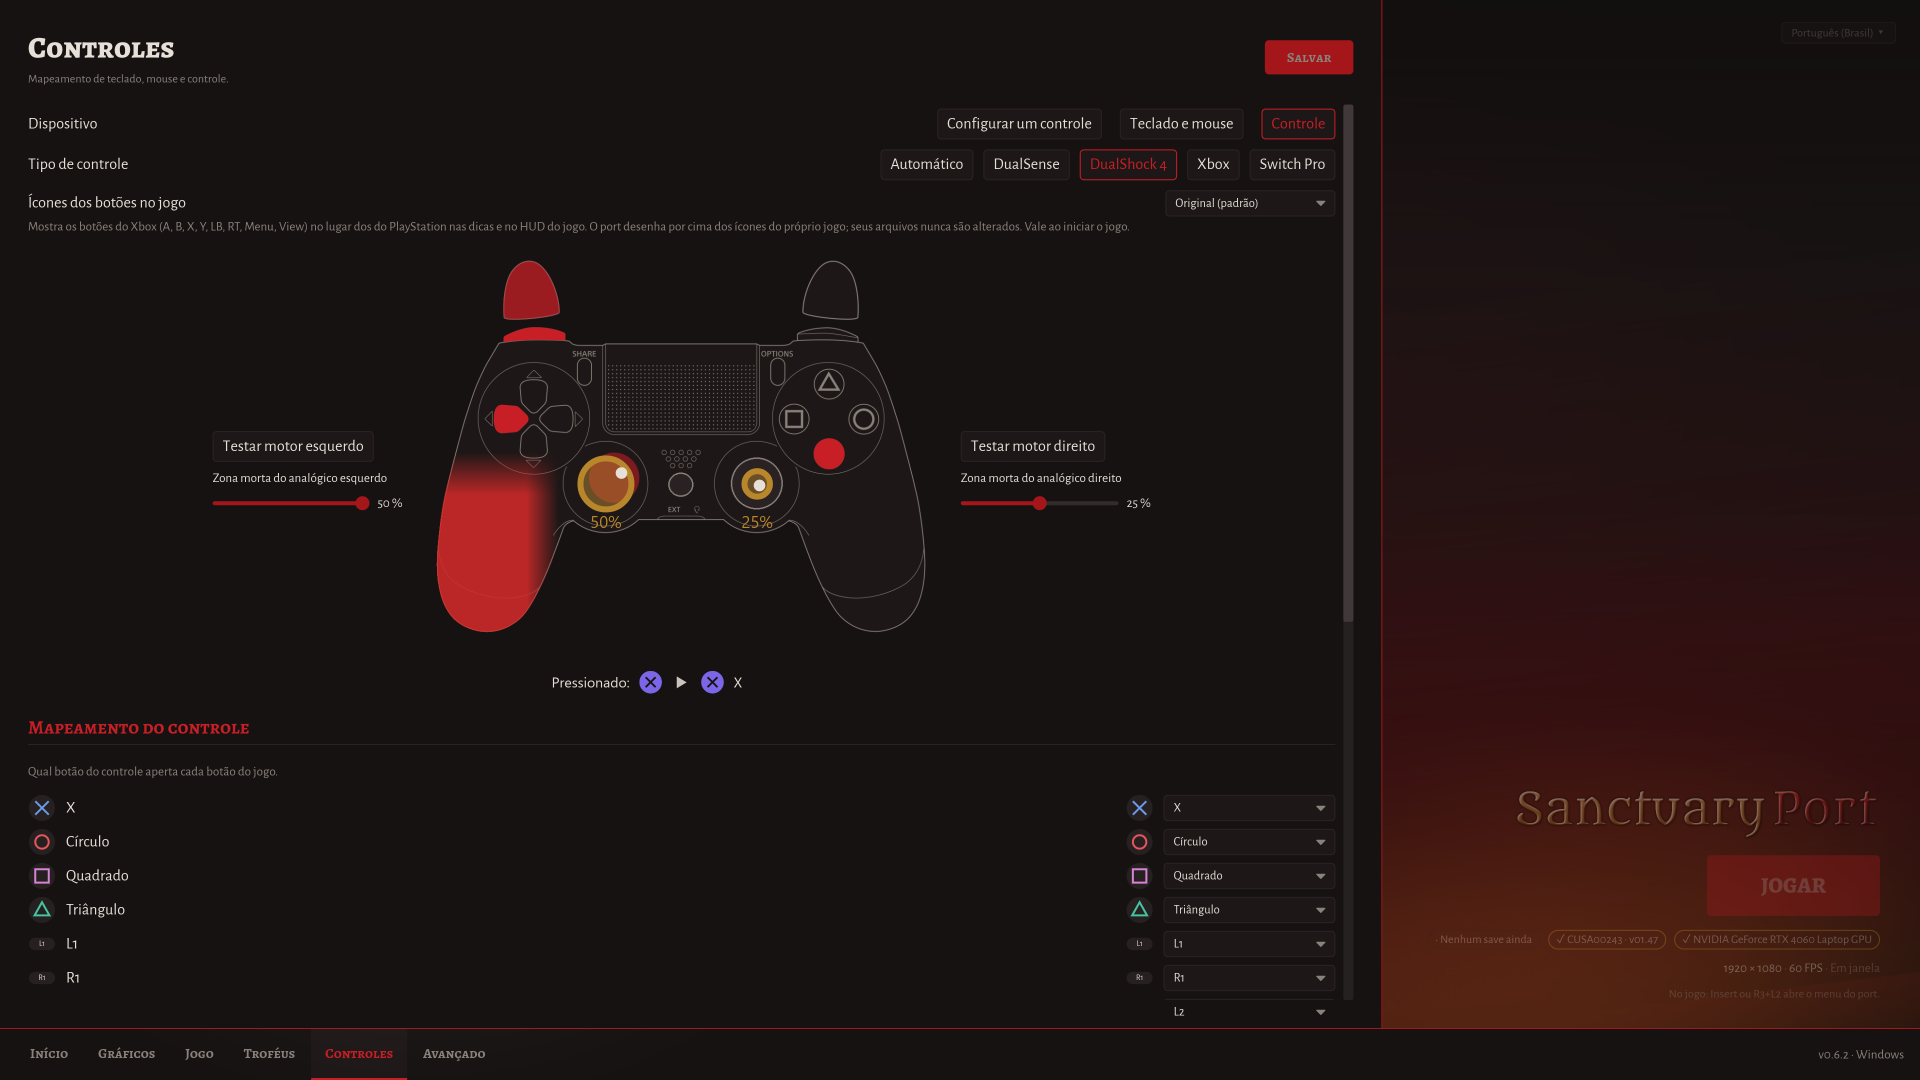 Controles
Mapeamento de teclado, mouse e controle.
Salvar
Português (Brasil)
Dispositivo
Configurar um controle
Teclado e mouse
Controle
Tipo de controle
Automático
DualSense
DualShock 4
Xbox
Switch Pro
Ícones dos botões no jogo
Original (padrão)
Mostra os botões do Xbox (A, B, X, Y, LB, RT, Menu, View) no lugar dos do PlayStation nas dicas e no HUD do jogo. O port desenha por cima dos ícones do próprio jogo; seus arquivos nunca são alterados. Vale ao iniciar o jogo.
SHARE
OPTIONS
Testar motor esquerdo
Zona morta do analógico esquerdo
50 %
Testar motor direito
Zona morta do analógico direito
25 %
EXT
50%
25%
Pressionado:
X
Mapeamento do controle
Qual botão do controle aperta cada botão do jogo.
X
X
Círculo
Círculo
Quadrado
Quadrado
Triângulo
Triângulo
L1 L1
L1 L1
R1 R1
R1 R1
L2
Sanctuary Port
JOGAR
· Nenhum save ainda
✓ CUSA00243 · v01.47
✓ NVIDIA GeForce RTX 4060 Laptop GPU
1920 × 1080 · 60 FPS · Em janela
No jogo: Insert ou R3+L2 abre o menu do port.
Início
Gráficos
Jogo
Troféus
Controles
Avançado
v0.6.2 · Windows